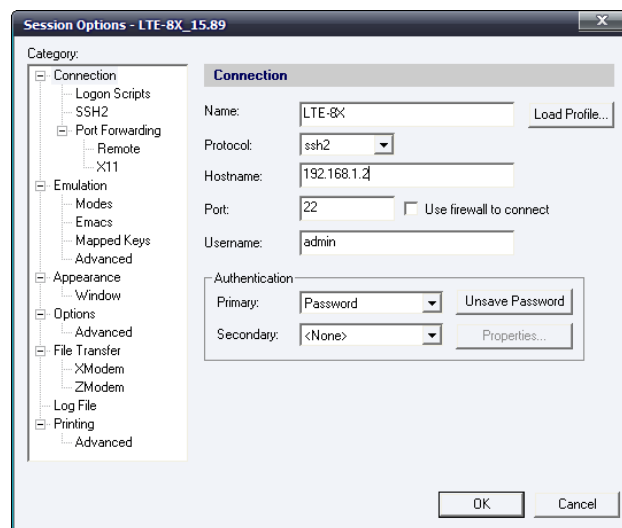 Session Options - LTE-8X_15.89
Category:
Connection
Logon Scripts
SSH2
Port Forwarding
Remote
X11
Emulation
Modes
Emacs
Mapped Keys
Advanced
Appearance
Window
Options
Advanced
File Transfer
XModem
ZModem
Log File
Printing
Advanced
Connection
Name: LTE-8X Load Profile...
Protocol: ssh2
Hostname: 192.168.1.2
Port: 22 Use firewall to connect
Username: admin
Authentication
Primary: Password Unsave Password
Secondary: <None> Properties...
OK Cancel